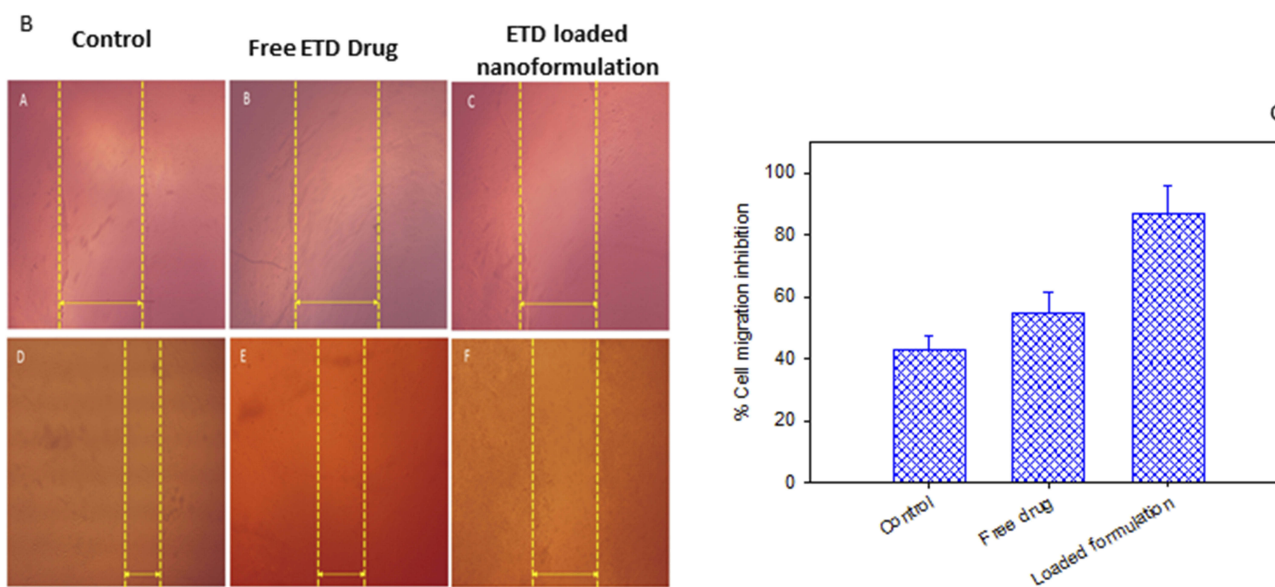 B
Control
Free ETD Drug
ETD loaded
nanoformulation
A
B
C
D
E
F
% Cell migration inhibition
100
80
60
40
20
0
Control
Free drug
Loaded formulation